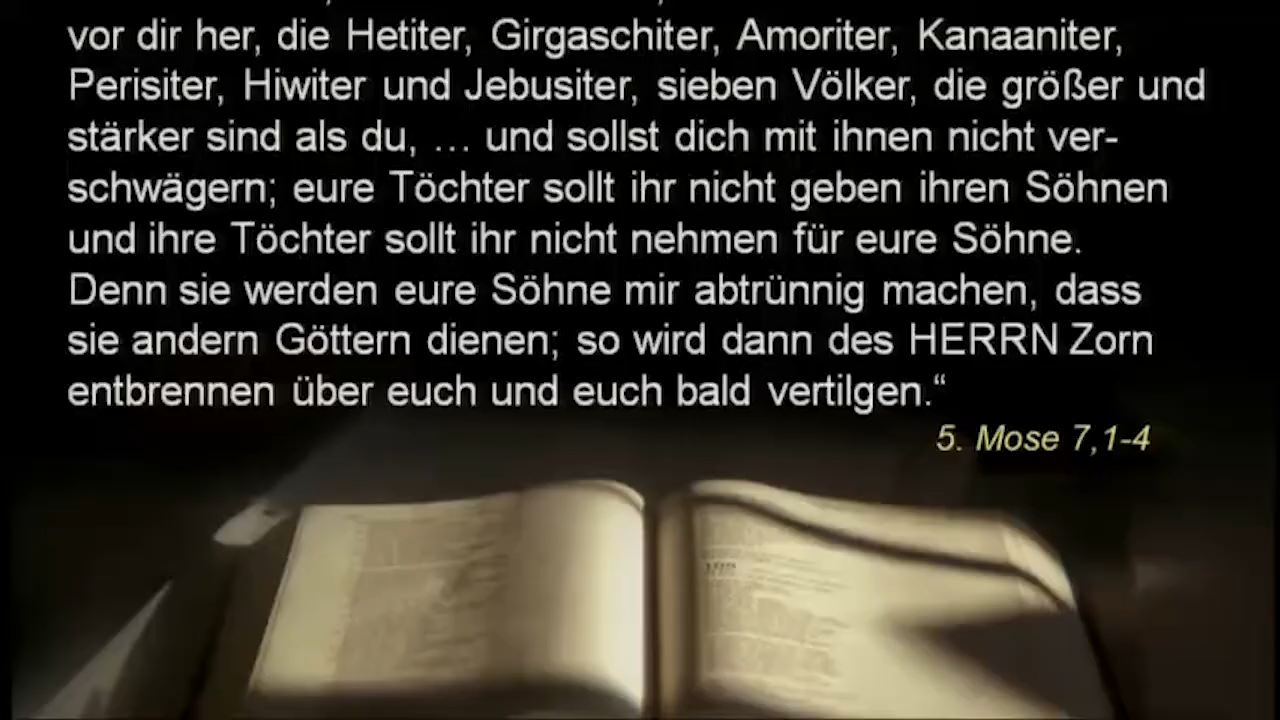 vor dir her, die Hetiter, Girgaschiter, Amoriter, Kanaaniter,
Perisiter, Hiwiter und Jebusiter, sieben Völker, die größer und
stärker sind als du, … und sollst dich mit ihnen nicht ver-
schwägern; eure Töchter sollt ihr nicht geben ihren Söhnen
und ihre Töchter sollt ihr nicht nehmen für eure Söhne.
Denn sie werden eure Söhne mir abtrünnig machen, dass
sie andern Göttern dienen; so wird dann des HERRN Zorn
entbrennen über euch und euch bald vertilgen.“
5. Mose 7,1-4